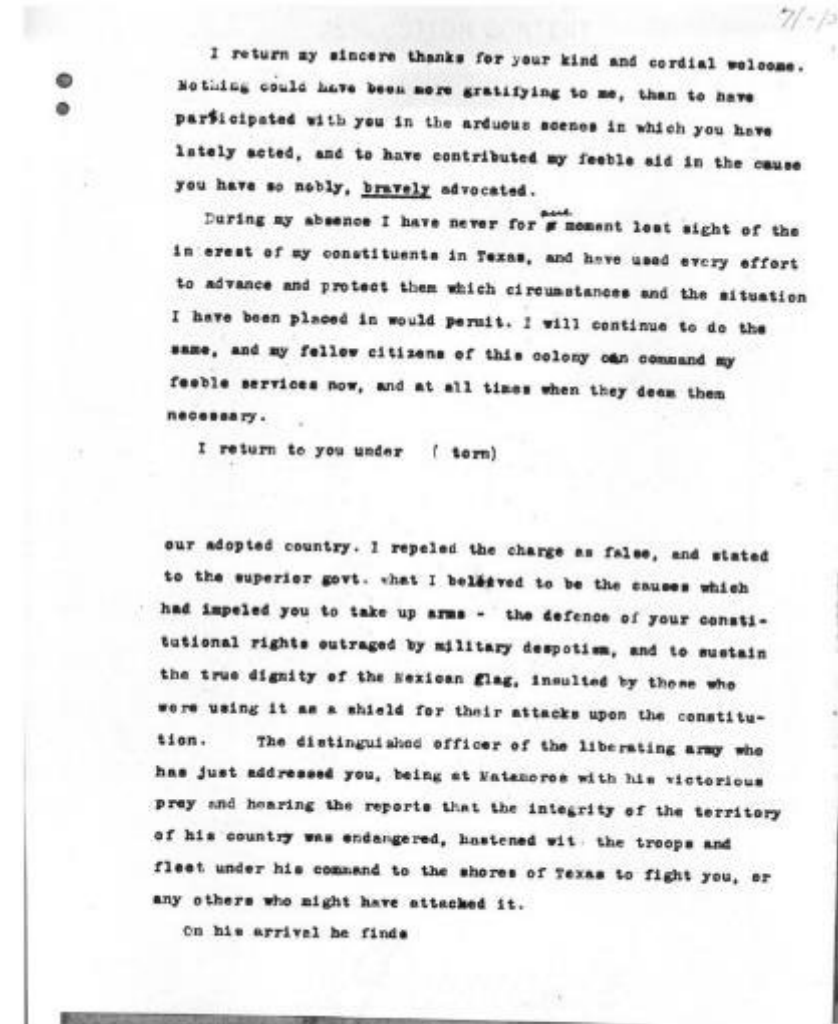 7/-13
I return my sincere thanks for your kind and cordial welcome.
Nothing could have been more gratifying to me, than to have
participated with you in the arduous scenes in which you have
lately acted, and to have contributed my feeble aid in the cause
you have so nobly, bravely advocated.
During my absence I have never for one moment lost sight of the
in erest of my constituents in Texas, and have used every effort
to advance and protect them which circumstances and the situation
I have been placed in would permit. I will continue to do the
same, and my fellow citizens of this colony can command my
feeble services now, and at all times when they deem them
necessary.
I return to you under ( torn)
our adopted country. I repeled the charge as false, and stated
to the superior govt. what I believed to be the causes which
had impeled you to take up arms - the defence of your consti-
tutional rights outraged by military despotism, and to sustain
the true dignity of the Mexican flag, insulted by those who
were using it as a shield for their attacks upon the constitu-
tion. The distinguished officer of the liberating army who
has just addressed you, being at Matamoros with his victorious
prey and hearing the reports that the integrity of the territory
of his country was endangered, hastened wit the troops and
fleet under his command to the shores of Texas to fight you, or
any others who might have attacked it.
On his arrival he finds